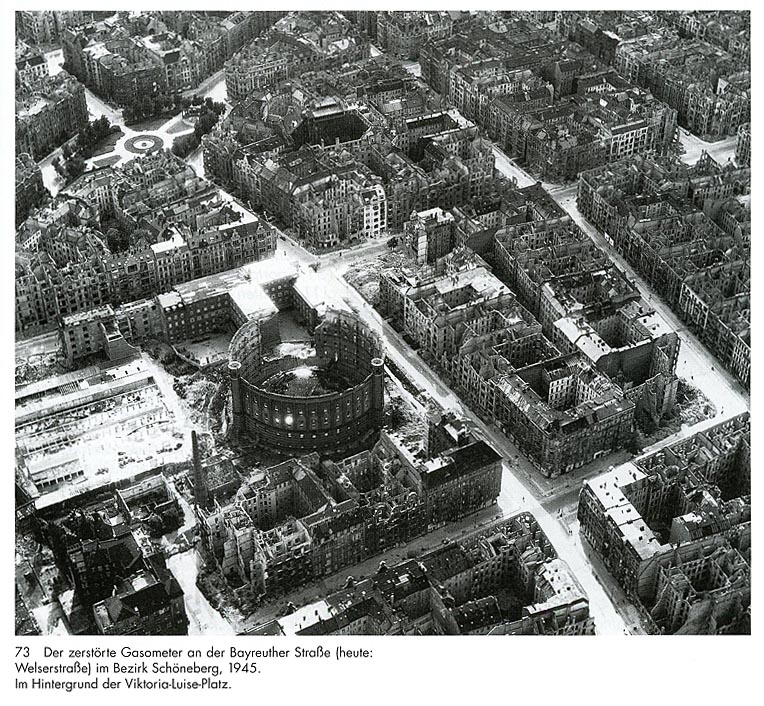 73 Der zerstörte Gasometer an der Bayreuther Straße (heute:
Welserstraße) im Bezirk Schöneberg, 1945.
Im Hintergrund der Viktoria-Luise-Platz.